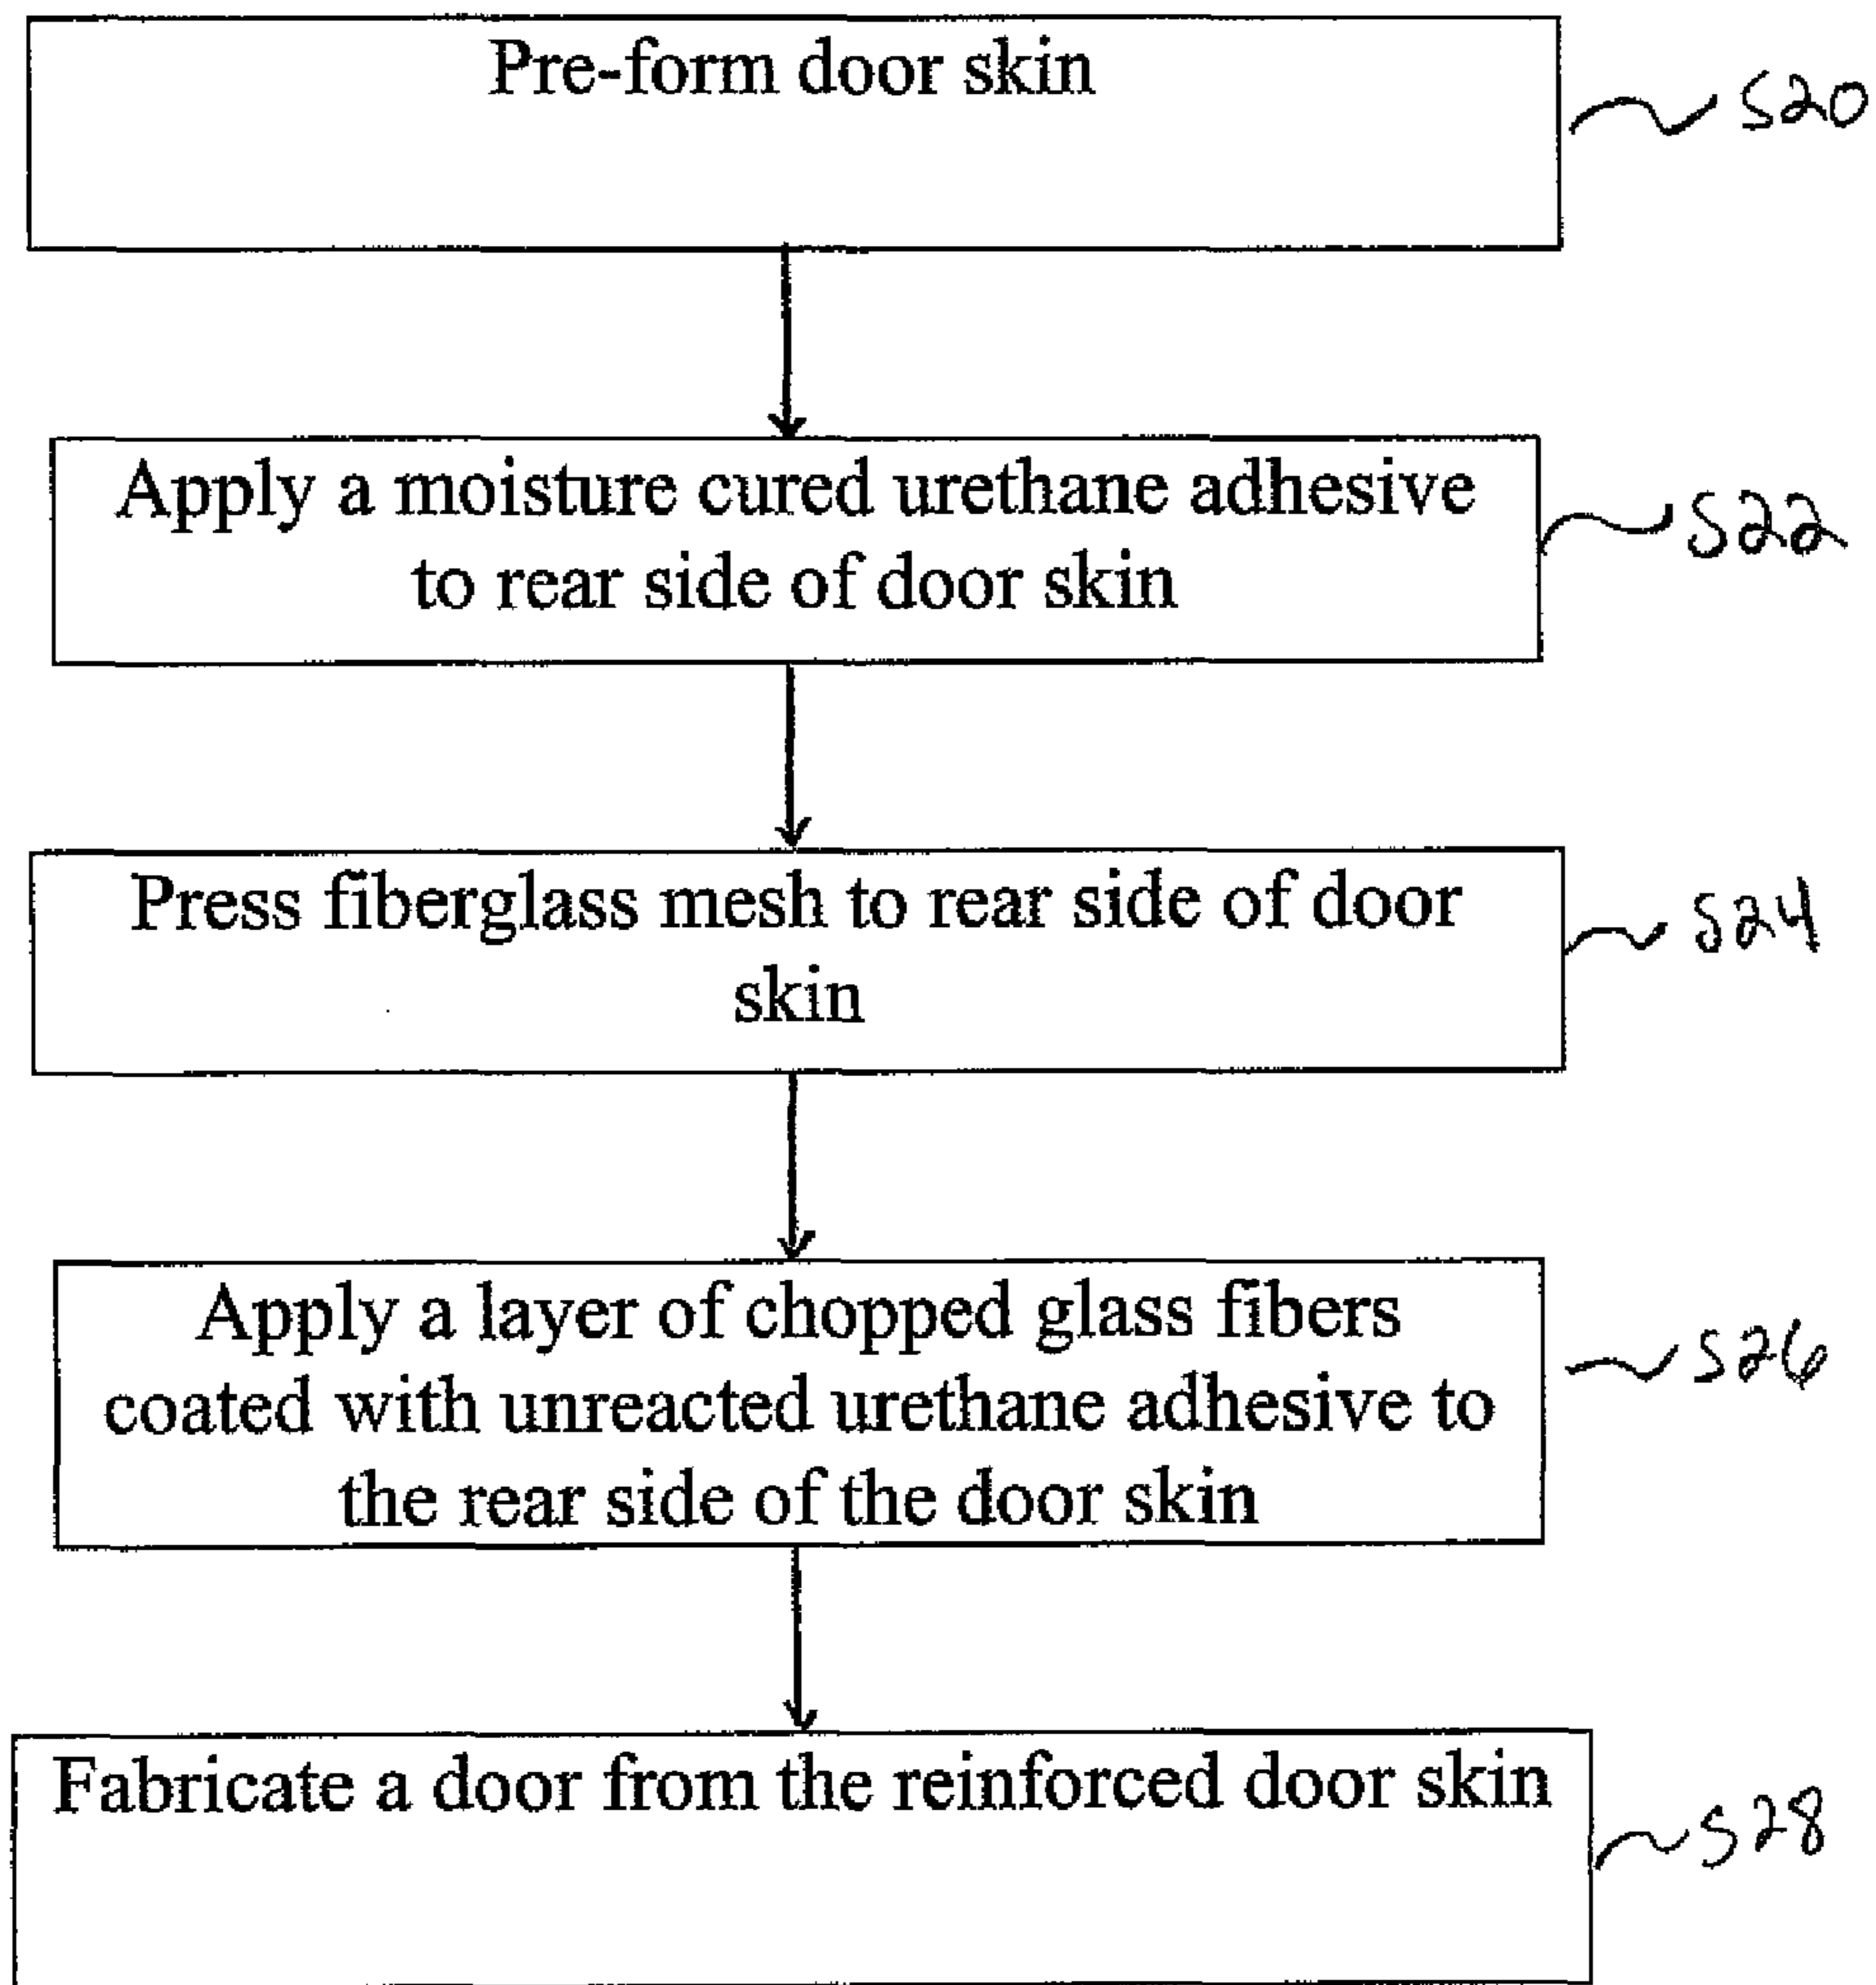 Pre-form door skin
S20
Apply a moisture cured urethane adhesive
to rear side of door skin
S22
Press fiberglass mesh to rear side of door
skin
S24
Apply a layer of chopped glass fibers
coated with unreacted urethane adhesive to
the rear side of the door skin
S26
Fabricate a door from the reinforced door skin
S28